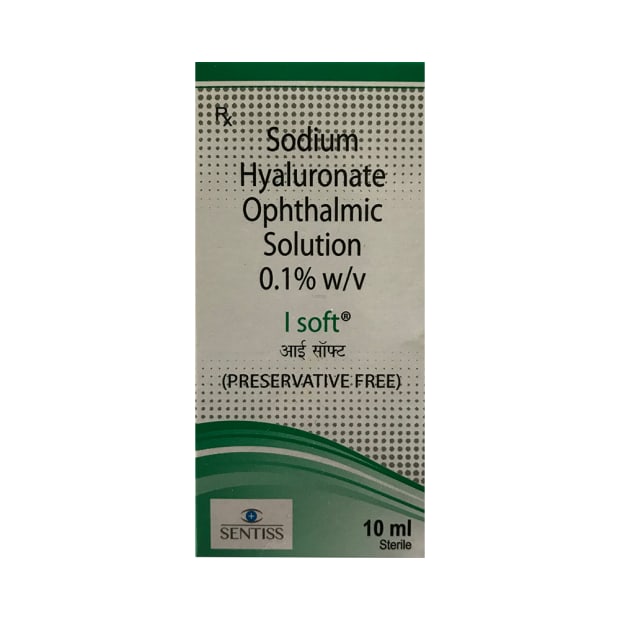 Rx
Sodium
Hyaluronate
Ophthalmic
Solution
0.1% w/v
I soft®
आई सॉफ्ट
(PRESERVATIVE FREE)
SENTISS
10 ml
Sterile